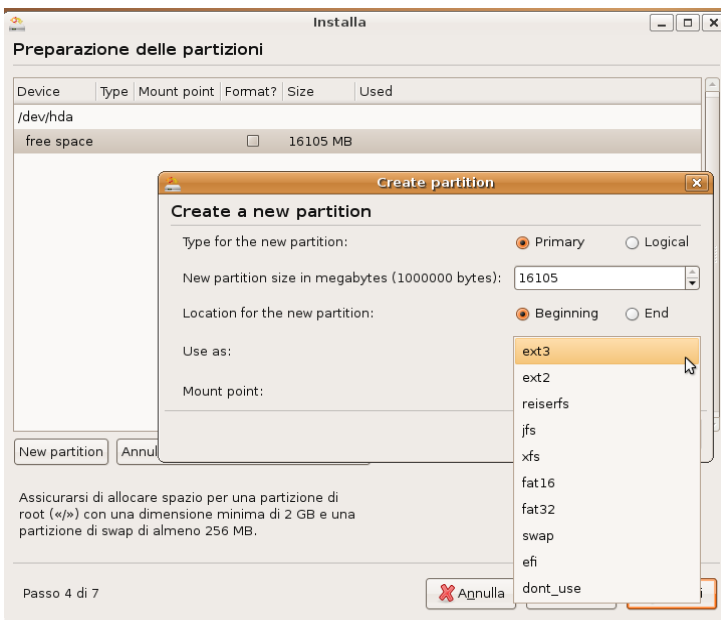 Installa
Preparazione delle partizioni
Device Type Mount point Format? Size Used
/dev/hda
free space 16105 MB
Create partition
Create a new partition
Type for the new partition: Primary Logical
New partition size in megabytes (1000000 bytes): 16105
Location for the new partition: Beginning End
Use as: ext3
ext2
Mount point:
reiserfs
jfs
xfs
fat16
fat32
swap
efi
dont_use
New partition
Assicurarsi di allocare spazio per una partizione di
root («/») con una dimensione minima di 2 GB e una
partizione di swap di almeno 256 MB.
Passo 4 di 7
Annulla